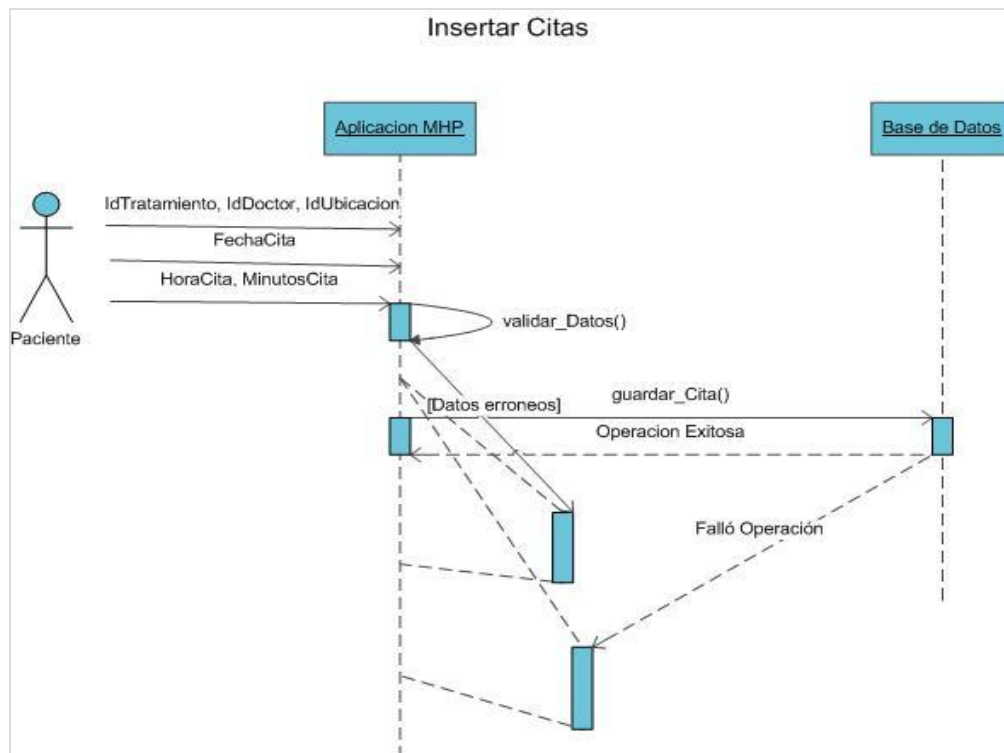 Insertar Citas
Aplicacion MHP
Base de Datos
IdTratamiento, IdDoctor, IdUbicacion
FechaCita
HoraCita, MinutosCita
Paciente
validar_Datos()
guardar_Cita()
[Datos erroneos]
Operacion Exitosa
Falló Operación